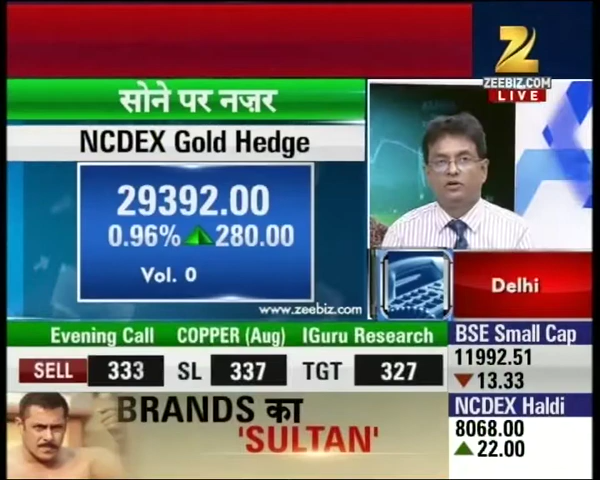 ZEEBIZ.COM
LIVE
सोने पर नज़र
NCDEX Gold Hedge
29392.00
0.96% 280.00
Vol. 0
www.zeebiz.com
Delhi
Evening Call COPPER (Aug) IGuru Research
SELL 333 SL 337 TGT 327
BSE Small Cap
11992.51
13.33
NCDEX Haldi
8068.00
22.00
BRANDS का
'SULTAN'